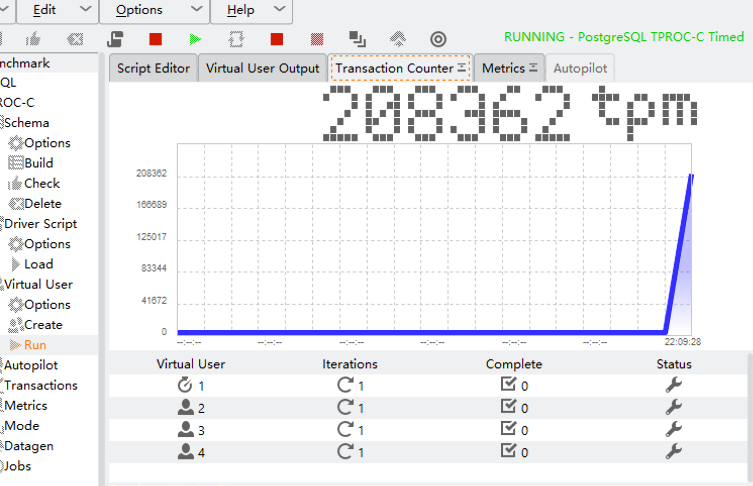 Edit Options Help
RUNNING - PostgreSQL TPROC-C Timed
Script Editor Virtual User Output Transaction Counter Metrics Autopilot
208362 tpm
nchmark
QL
ROC-C
Schema
Options
Build
Check
Delete
Driver Script
Options
Load
Virtual User
Options
Create
Run
Autopilot
Transactions
Metrics
Mode
Datagen
Jobs
208362
166689
125017
83344
41672
0
--:--:-- --:--:-- --:--:-- --:--:-- --:--:-- --:--:-- 22:09:28
Virtual User Iterations Complete Status
1 1 0
2 1 0
3 1 0
4 1 0